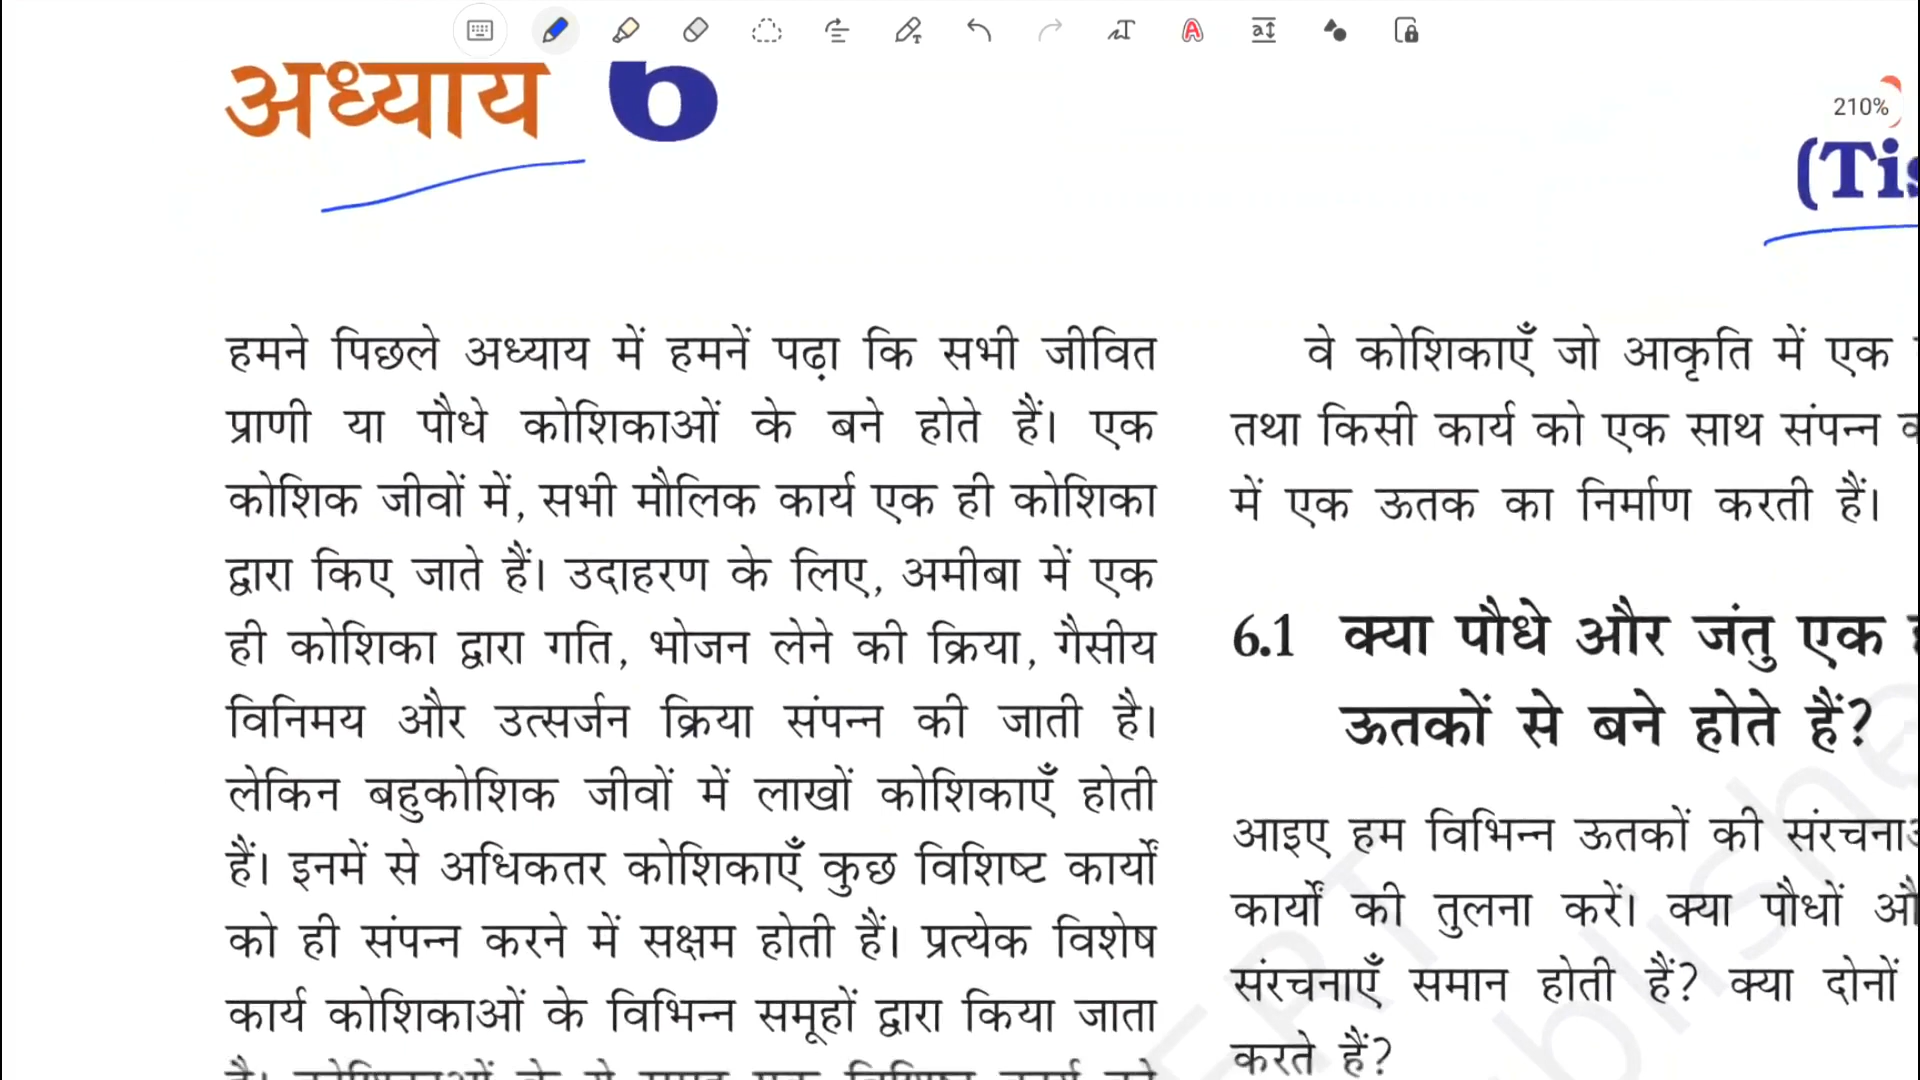 अध्याय 6
210%
(Tis
हमने पिछले अध्याय में हमनें पढ़ा कि सभी जीवित
प्राणी या पौधे कोशिकाओं के बने होते हैं। एक
कोशिक जीवों में, सभी मौलिक कार्य एक ही कोशिका
द्वारा किए जाते हैं। उदाहरण के लिए, अमीबा में एक
ही कोशिका द्वारा गति, भोजन लेने की क्रिया, गैसीय
विनिमय और उत्सर्जन क्रिया संपन्न की जाती है।
लेकिन बहुकोशिक जीवों में लाखों कोशिकाएँ होती
हैं। इनमें से अधिकतर कोशिकाएँ कुछ विशिष्ट कार्यों
को ही संपन्न करने में सक्षम होती हैं। प्रत्येक विशेष
कार्य कोशिकाओं के विभिन्न समूहों द्वारा किया जाता
वे कोशिकाएँ जो आकृति में एक
तथा किसी कार्य को एक साथ संपन्न
में एक ऊतक का निर्माण करती हैं।
6.1 क्या पौधे और जंतु एक
ऊतकों से बने होते हैं?
आइए हम विभिन्न ऊतकों की संरचना
कार्यों की तुलना करें। क्या पौधों
संरचनाएँ समान होती हैं? क्या दोनों
करते हैं?